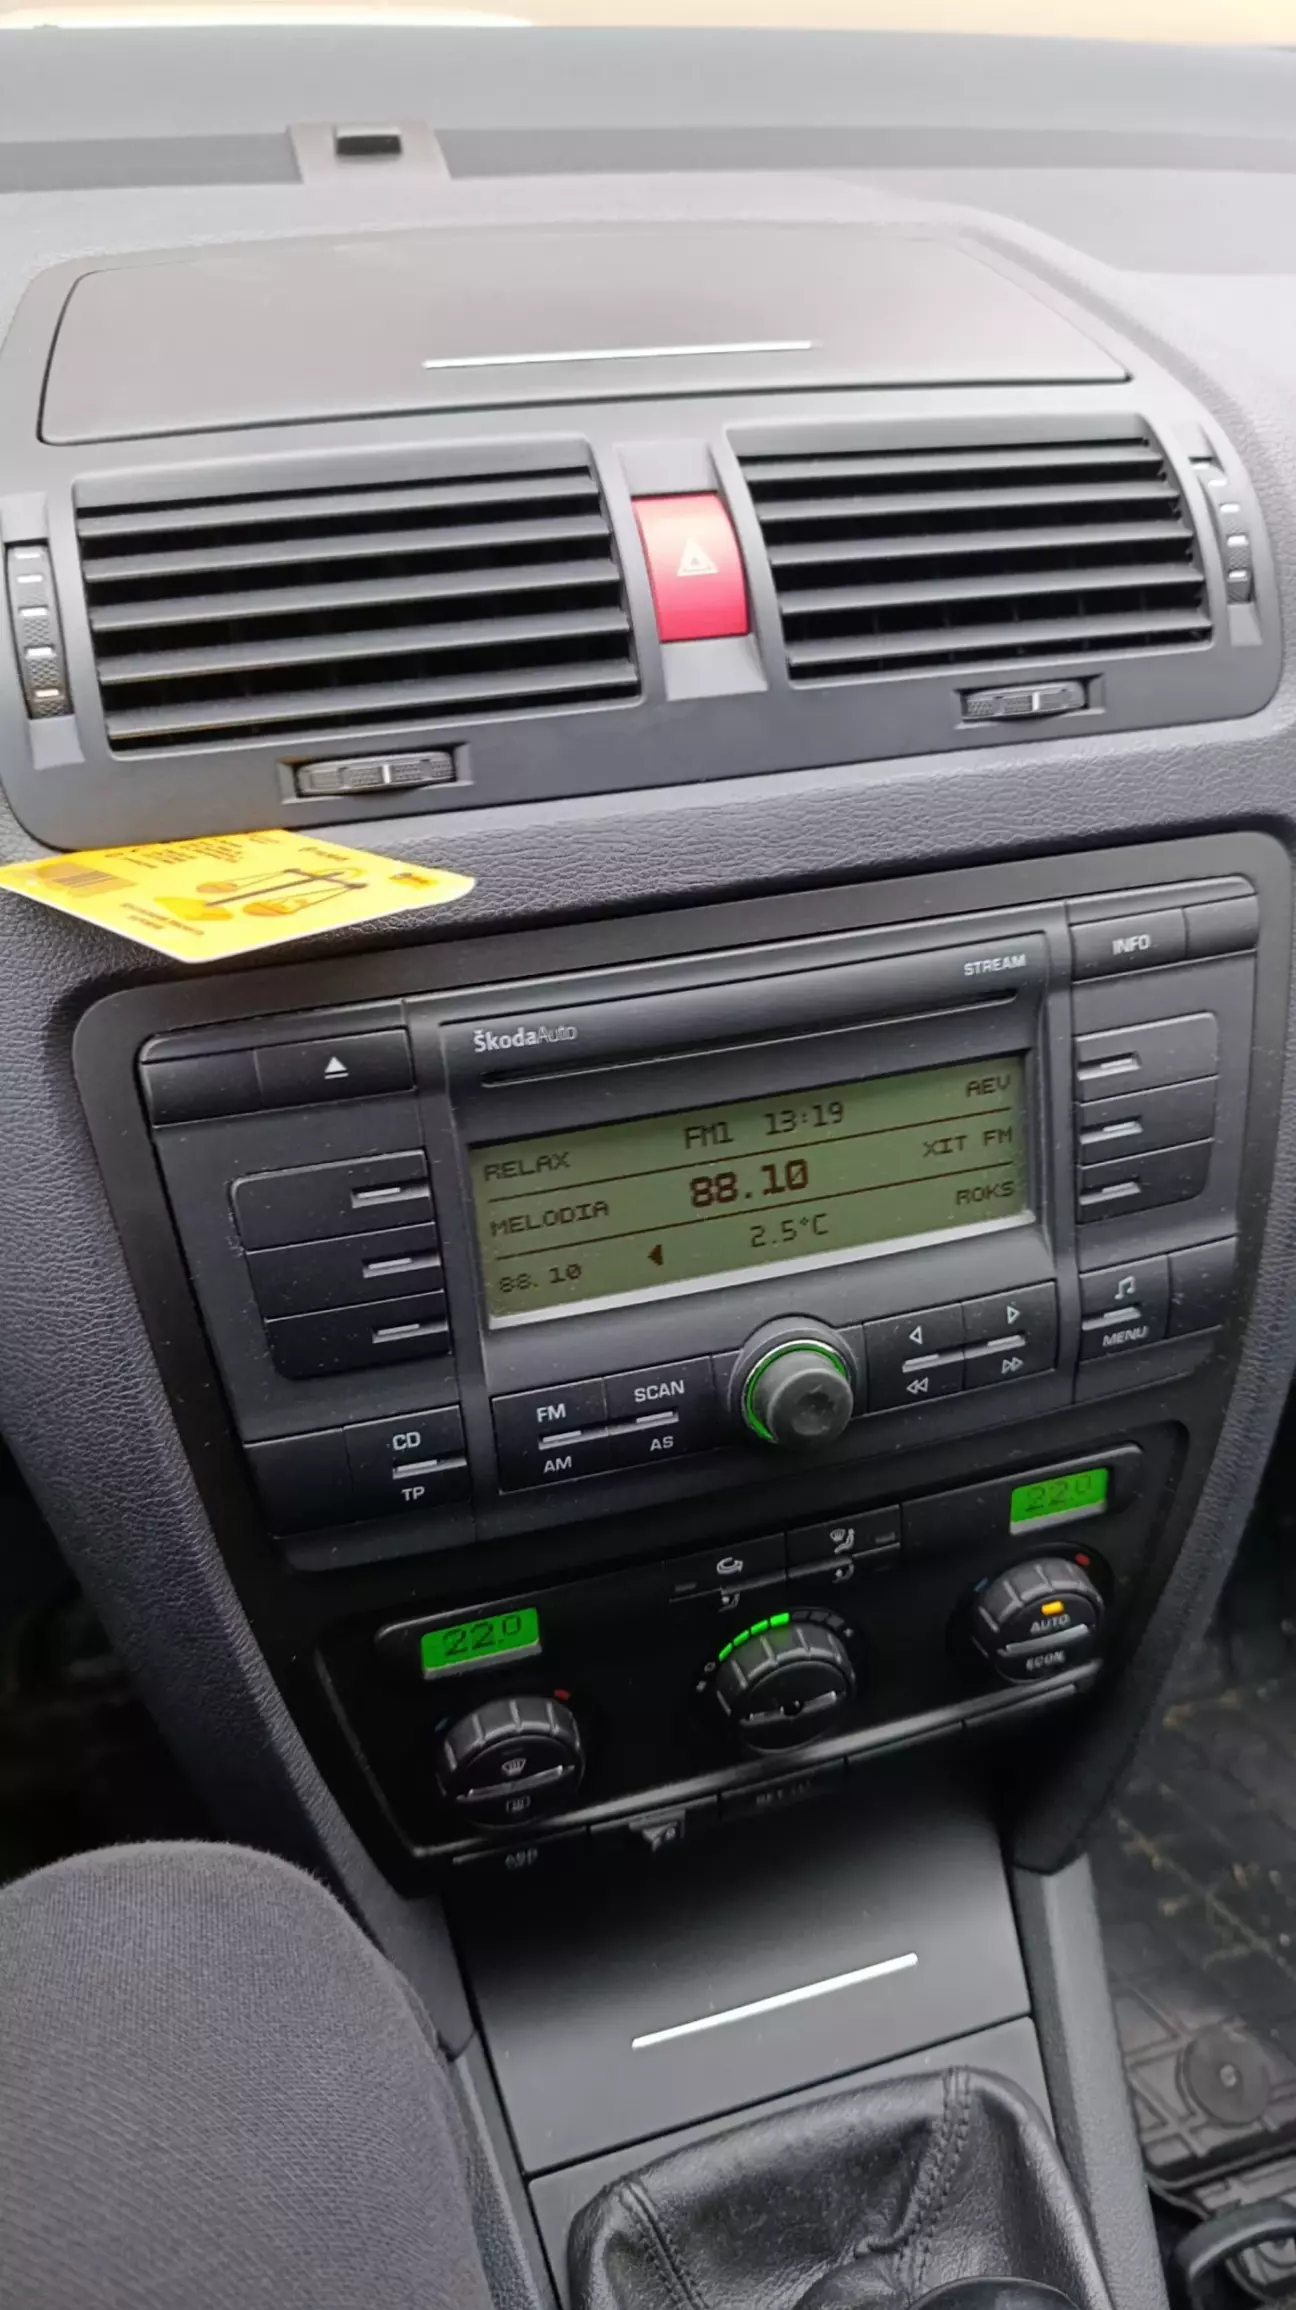 INFO
STREAM
ŠkodaAuto
RELAX FM1 13:19 AEV
MELODIA 88.10 XIT FM
88.10 2.5°C ROKS
MENU
FM SCAN
AM AS
CD
TP
22.0
22.0
AUTO
ECON